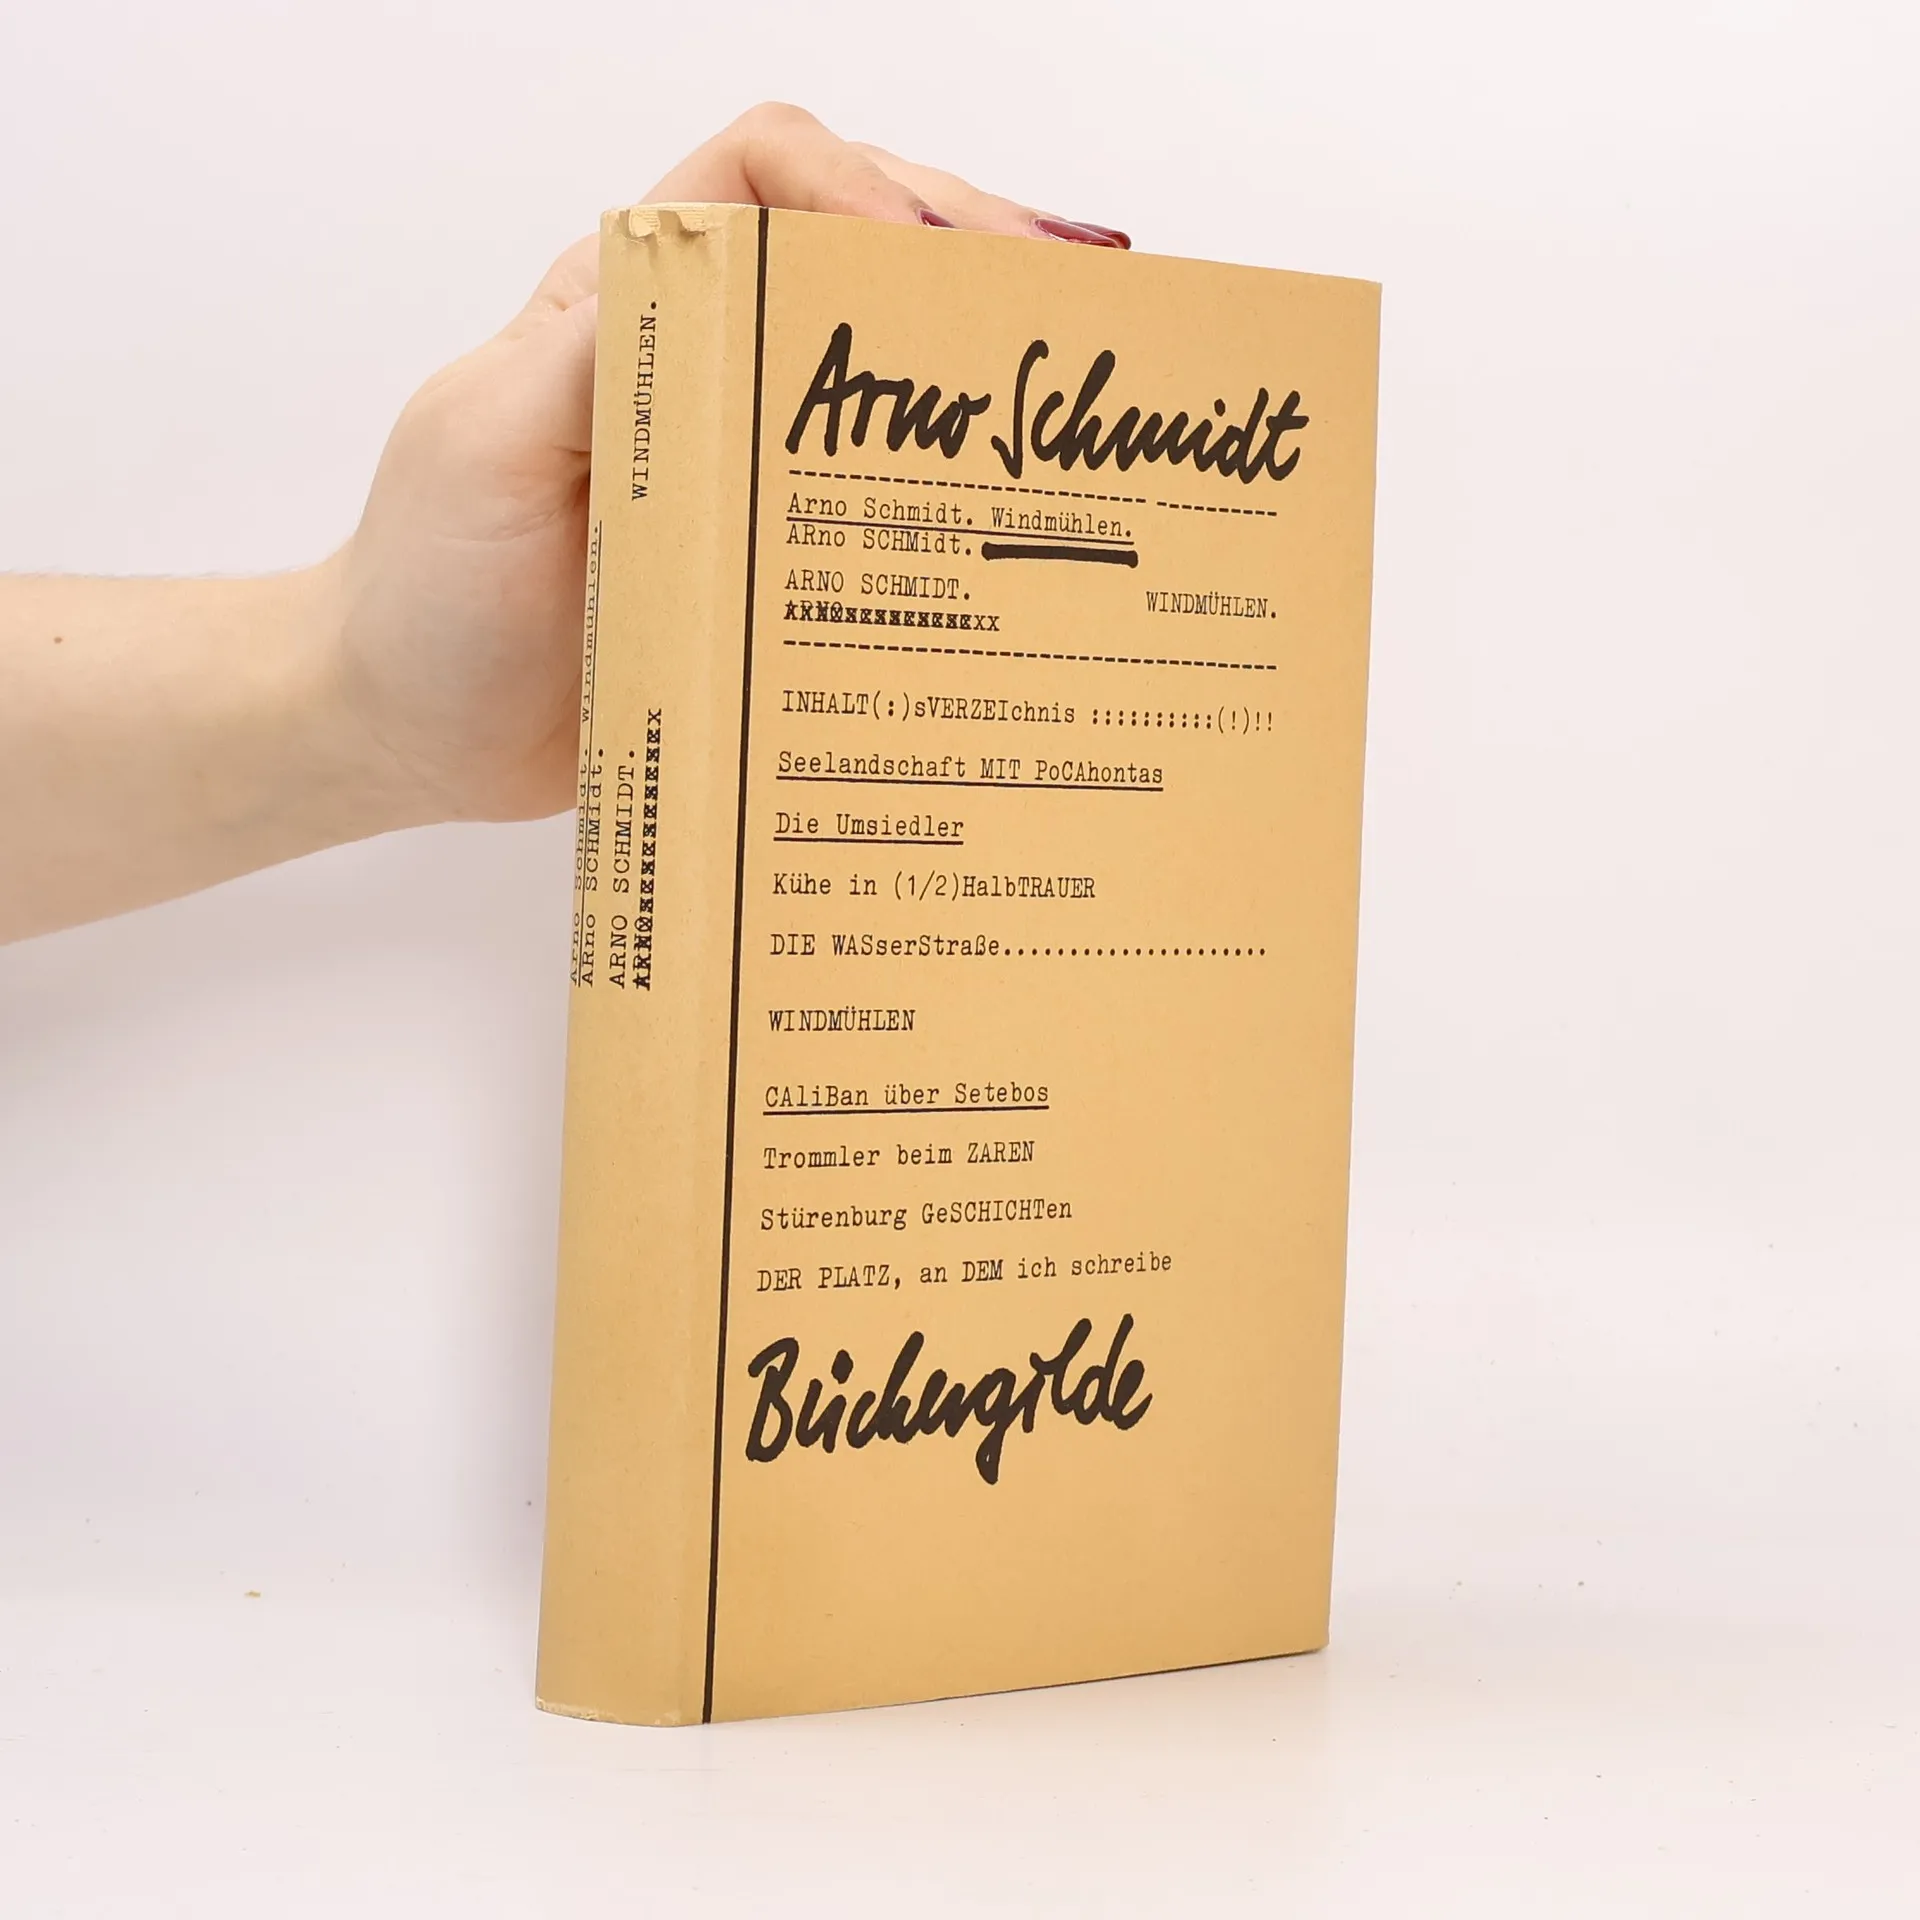 Arno Schmidt
Arno Schmidt. Windmühlen.
ARno SCHMidt.
ARNO SCHMIDT. WINDMÜHLEN.
INHALT(:)sVERZEIchnis ::::::::::(!)!!
Seelandschaft MIT PoCAhontas
Die Umsiedler
Kühe in (1/2)HalbTRAUER
DIE WASserStraße......................
WINDMÜHLEN
CAliBan über Setebos
Trommler beim ZAREN
Stürenburg GeSCHICHTen
DER PLATZ, an DEM ich schreibe
Büchergilde
Arno Schmidt. Windmühlen.
ARno SCHMidt.
ARNO SCHMIDT. WINDMÜHLEN.